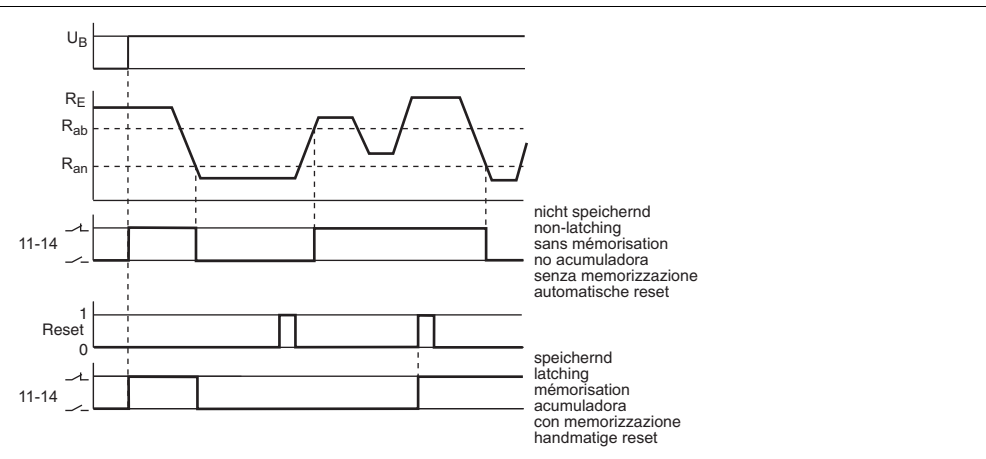 U_B
R_E
R_ab
R_an
nicht speichernd
non-latching
11-14
sans mémorisation
no acumuladora
senza memorizzazione
automatische reset
1
Reset
0
speichernd
latching
mémorisation
11-14
acumuladora
con memorizzazione
handmatige reset